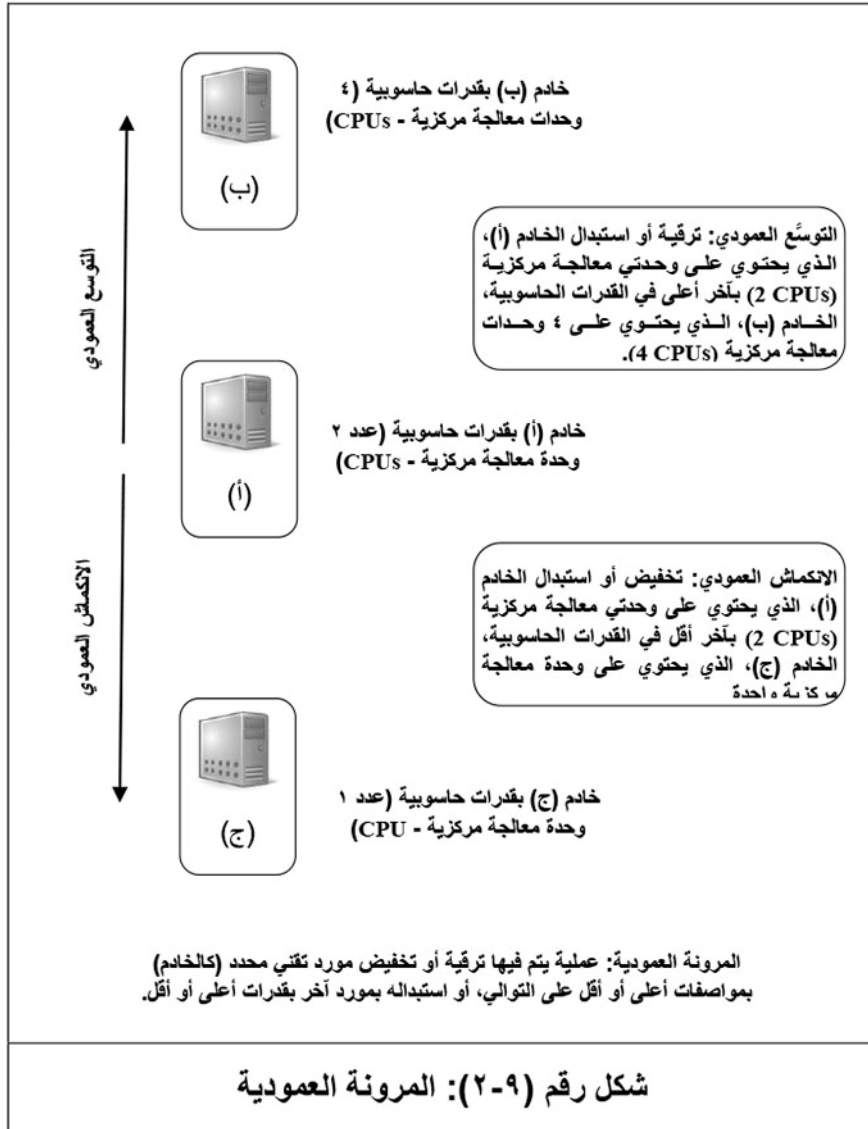 خادم (ب) بقدرات حاسوبية (٤
وحدات معالجة مركزية - CPUs)
(ب)
التوسع العمودي
التوسَّع العمودي: ترقية أو استبدال الخادم (أ)،
الذي يحتوي على وحدتي معالجة مركزية
(2 CPUs) بآخر أعلى في القدرات الحاسوبية،
الخادم (ب)، الذي يحتوي على ٤ وحدات
معالجة مركزية (4 CPUs).
خادم (أ) بقدرات حاسوبية (عدد ٢
وحدة معالجة مركزية - CPUs)
(أ)
الانكماش العمودي
الانكماش العمودي: تخفيض أو استبدال الخادم
(أ)، الذي يحتوي على وحدتي معالجة مركزية
(2 CPUs) بآخر أقل في القدرات الحاسوبية،
الخادم (ج)، الذي يحتوي على وحدة معالجة
مركزية واحدة
خادم (ج) بقدرات حاسوبية (عدد ١
وحدة معالجة مركزية - CPU)
(ج)
المرونة العمودية: عملية يتم فيها ترقية أو تخفيض مورد تقني محدد (كالخادم)
بمواصفات أعلى أو أقل على التوالي، أو استبداله بمورد آخر بقدرات أعلى أو أقل.
شكل رقم (٩-٢): المرونة العمودية